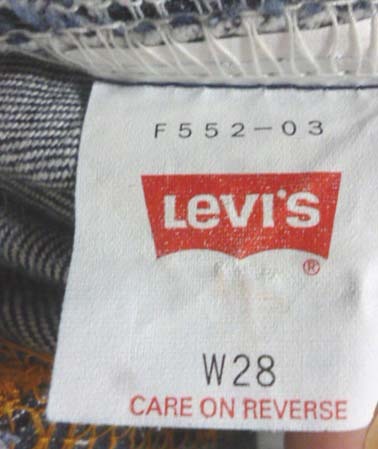 F552-03
LEVI'S
®
W28
CARE ON REVERSE